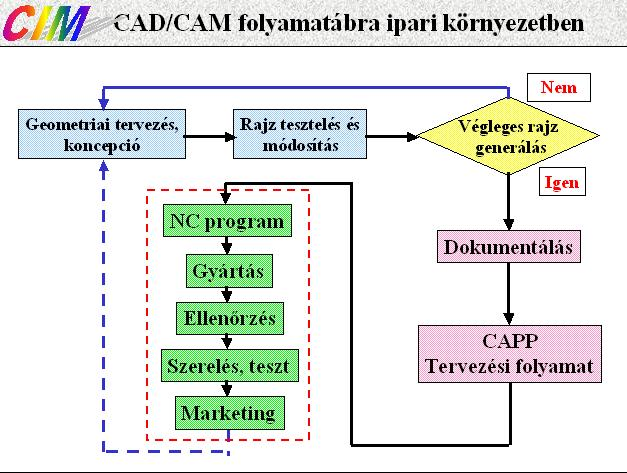 CIM
CAD/CAM folyamatábra ipari környezetben
Nem
Geometriai tervezés,
koncepció
Rajz tesztelés és
módosítás
Végleges rajz
generálás
Igen
NC program
Gyártás
Ellenőrzés
Szerelés, teszt
Marketing
Dokumentálás
CAPP
Tervezési folyamat